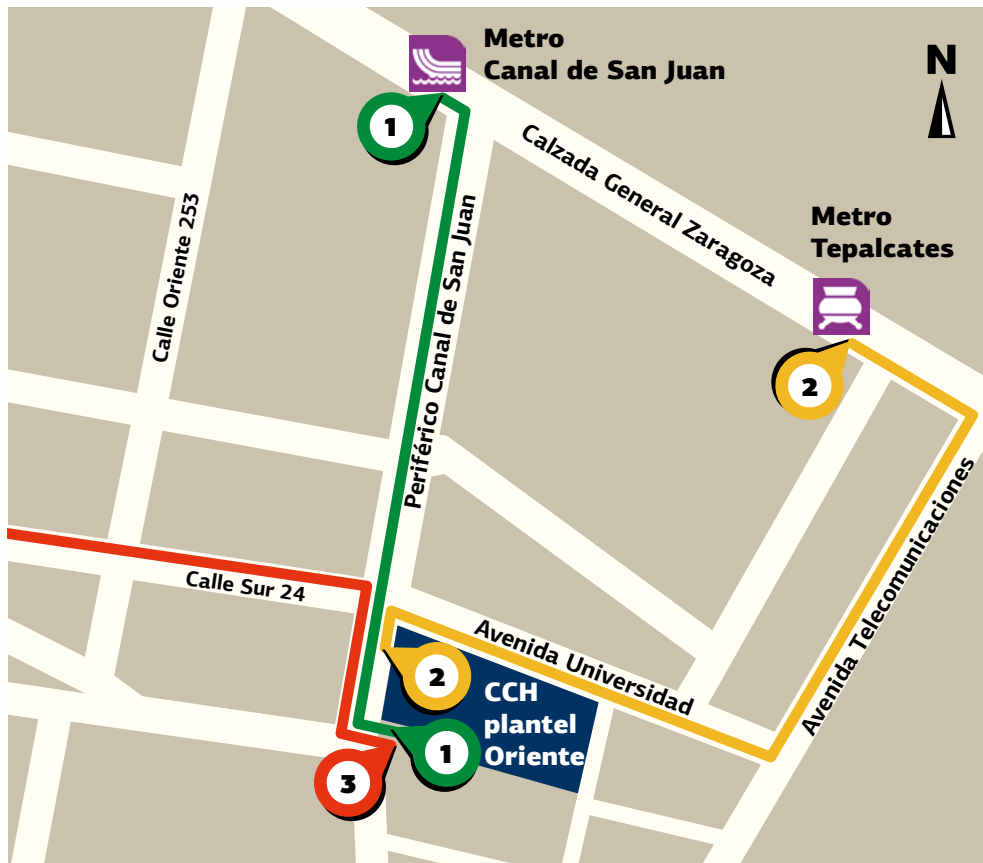 Metro
Canal de San Juan
N
1
Calzada General Zaragoza
Metro
Tepalcates
Calle Oriente 253
Periférico Canal de San Juan
2
Avenida Telecomunicaciones
Calle Sur 24
Avenida Universidad
2
CCH
plantel
Oriente
1
3